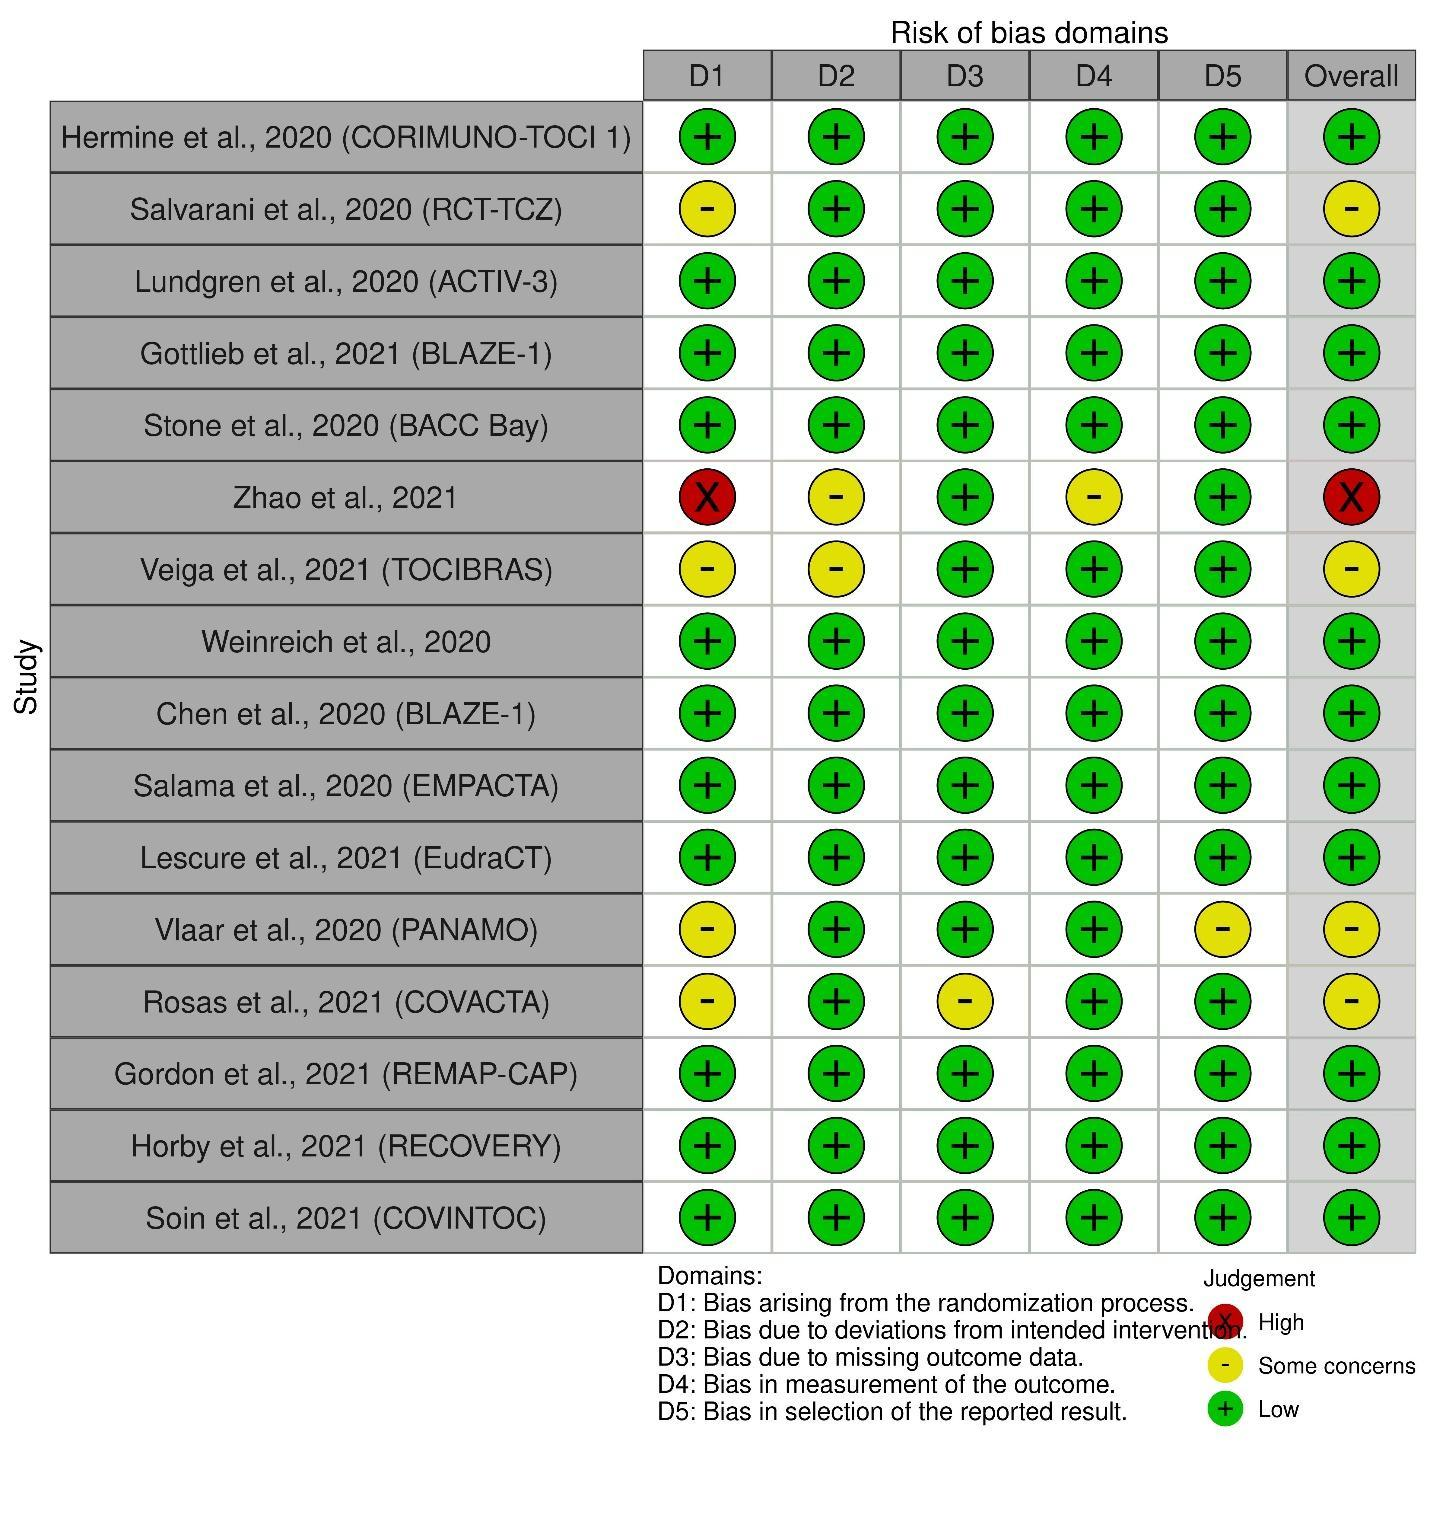 Risk of bias domains
D1 D2 D3 D4 D5 Overall
Study
Hermine et al., 2020 (CORIMUNO-TOCI 1) + + + + + +
Salvarani et al., 2020 (RCT-TCZ) - + + + + -
Lundgren et al., 2020 (ACTIV-3) + + + + + +
Gottlieb et al., 2021 (BLAZE-1) + + + + + +
Stone et al., 2020 (BACC Bay) + + + + + +
Zhao et al., 2021 X - + - + X
Veiga et al., 2021 (TOCIBRAS) - - + + + -
Weinreich et al., 2020 + + + + + +
Chen et al., 2020 (BLAZE-1) + + + + + +
Salama et al., 2020 (EMPACTA) + + + + + +
Lescure et al., 2021 (EudraCT) + + + + + +
Vlaar et al., 2020 (PANAMO) - + + + - -
Rosas et al., 2021 (COVACTA) - + - + + -
Gordon et al., 2021 (REMAP-CAP) + + + + + +
Horby et al., 2021 (RECOVERY) + + + + + +
Soin et al., 2021 (COVINTOC) + + + + + +
Domains:
D1: Bias arising from the randomization process.
D2: Bias due to deviations from intended intervention.
D3: Bias due to missing outcome data.
D4: Bias in measurement of the outcome.
D5: Bias in selection of the reported result.
Judgement
X High
- Some concerns
+ Low